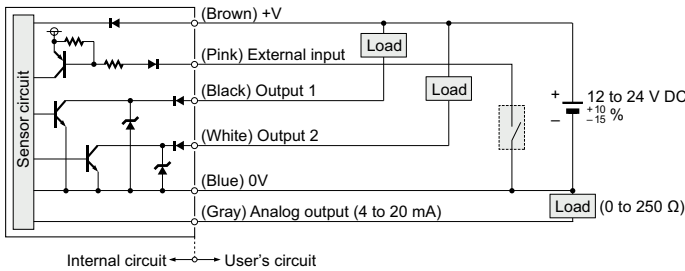 (Brown) +V
Load
(Pink) External input
(Black) Output 1
Load
Sensor circuit
+
–
12 to 24 V DC
+10
–15 %
(White) Output 2
(Blue) 0V
(Gray) Analog output (4 to 20 mA)
Load (0 to 250 Ω)
Internal circuit
User's circuit